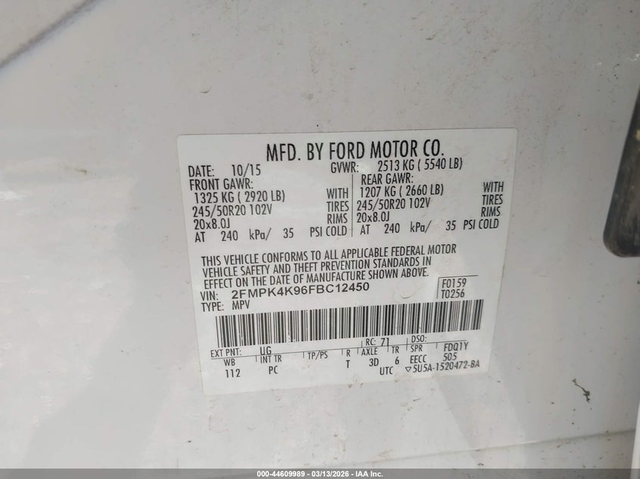 MFD. BY FORD MOTOR CO.
DATE: 10/15 GVWR: 2513 KG ( 5540 LB)
FRONT GAWR: REAR GAWR:
1325 KG ( 2920 LB) WITH 1207 KG ( 2660 LB) WITH
245/50R20 102V TIRES 245/50R20 102V TIRES
20x8.0J RIMS 20x8.0J RIMS
AT 240 kPa/ 35 PSI COLD AT 240 kPa/ 35 PSI COLD
THIS VEHICLE CONFORMS TO ALL APPLICABLE FEDERAL MOTOR
VEHICLE SAFETY AND THEFT PREVENTION STANDARDS IN
EFFECT ON THE DATE OF MANUFACTURE SHOWN ABOVE.
VIN: 2FMPK4K96FBC12450 F0159
TYPE: MPV T0256
EXT PNT: UG RC: 71 DSO:
WB INT TR TP/PS R AXLE TR SPR FDQ1Y
112 PC T 3D 6 EECC 505
UTC ▽5U5A-1520472-BA
000-44609989 | 03/13/2026 | IAA Inc.